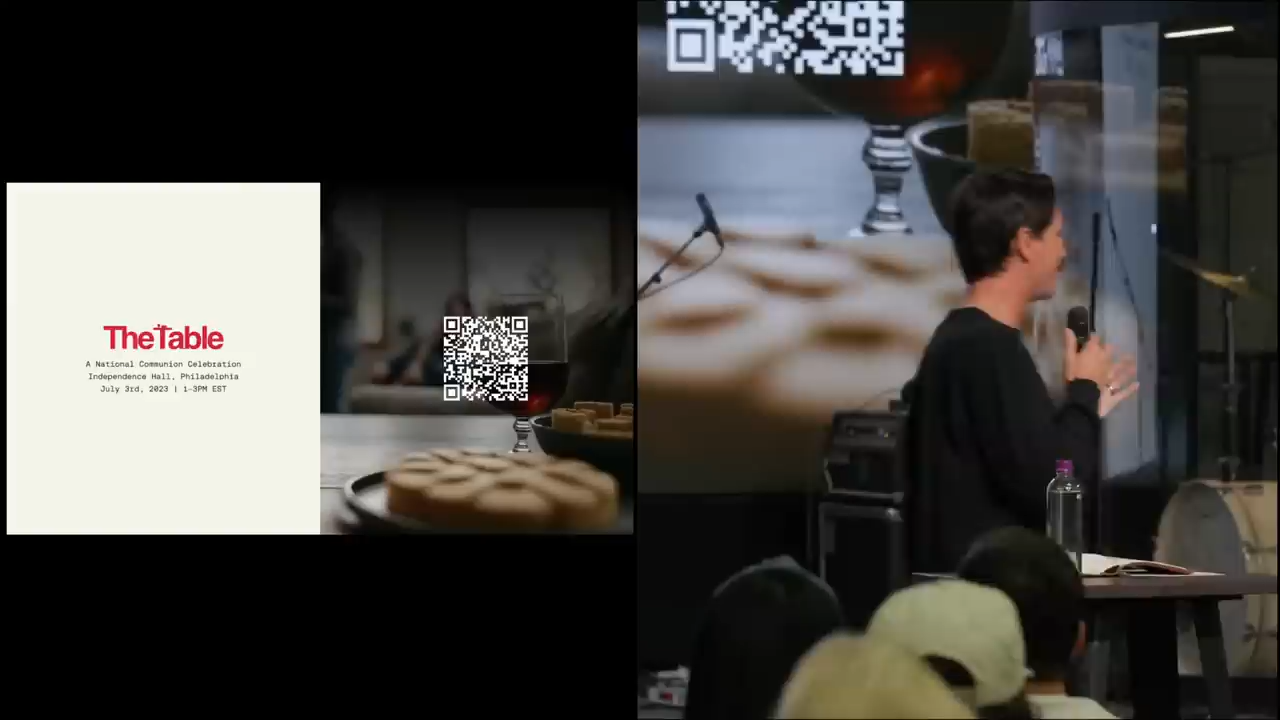 TheTable
A National Communion Celebration
Independence Hall, Philadelphia
July 3rd, 2023 | 1-3PM EST